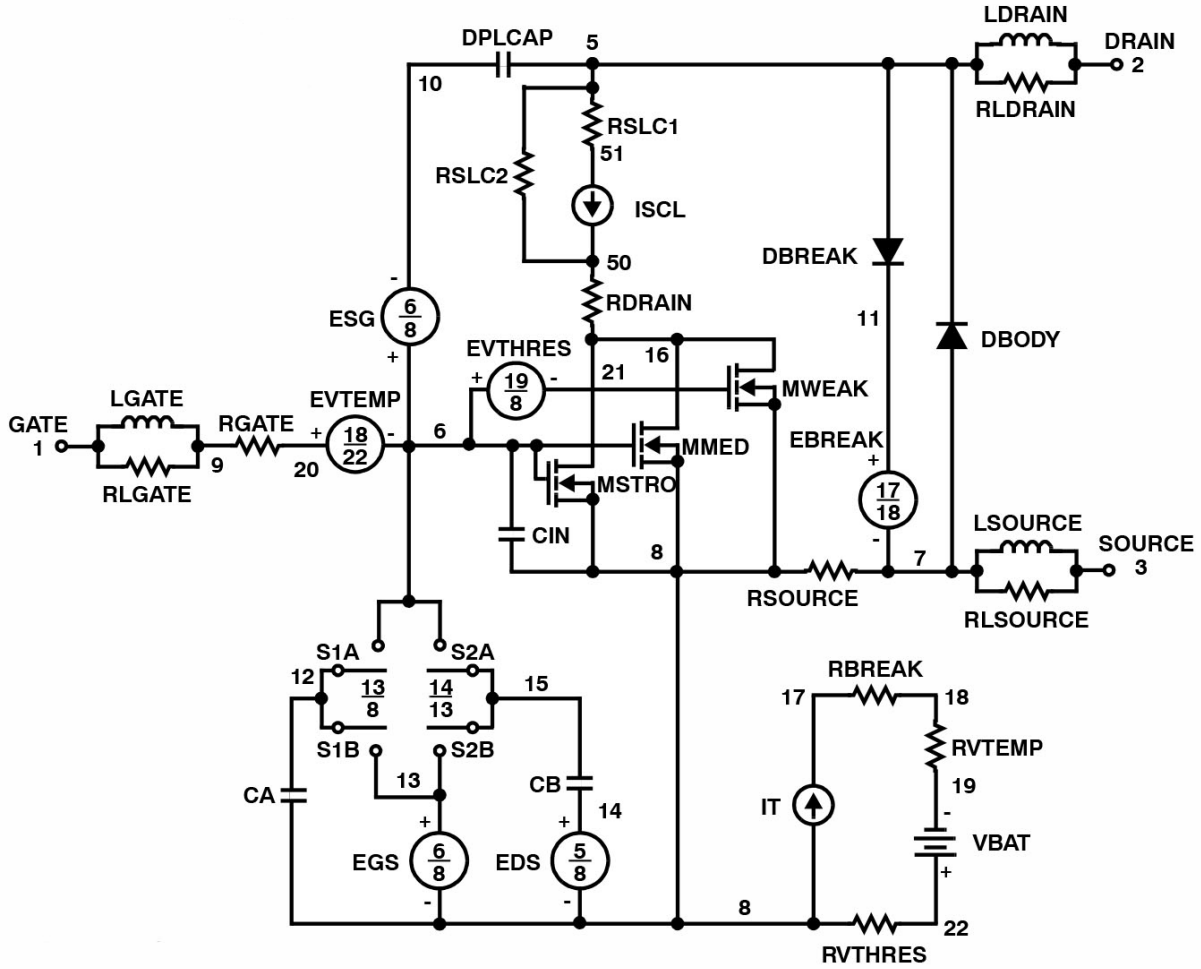 LDRAIN
DPLCAP
5
DRAIN
2
10
RLDRAIN
RSLC1
51
RSLC2
ISCL
DBREAK
50
-
RDRAIN
ESG
6
8
11
DBODY
EVTHRES
16
+
+
19
8
-
21
MWEAK
LGATE
EVTEMP
GATE
1
RGATE
+
18
22
-
6
EBREAK
MMED
+
9
20
RLGATE
MSTRO
17
18
LSOURCE
CIN
-
SOURCE
3
8
7
RSOURCE
RLSOURCE
S1A
S2A
12
13
8
14
13
15
RBREAK
17
18
S1B
S2B
RVTEMP
13
CB
19
CA
14
IT
-
+
+
VBAT
EGS
6
8
EDS
5
8
+
-
-
8
22
RVTHRES